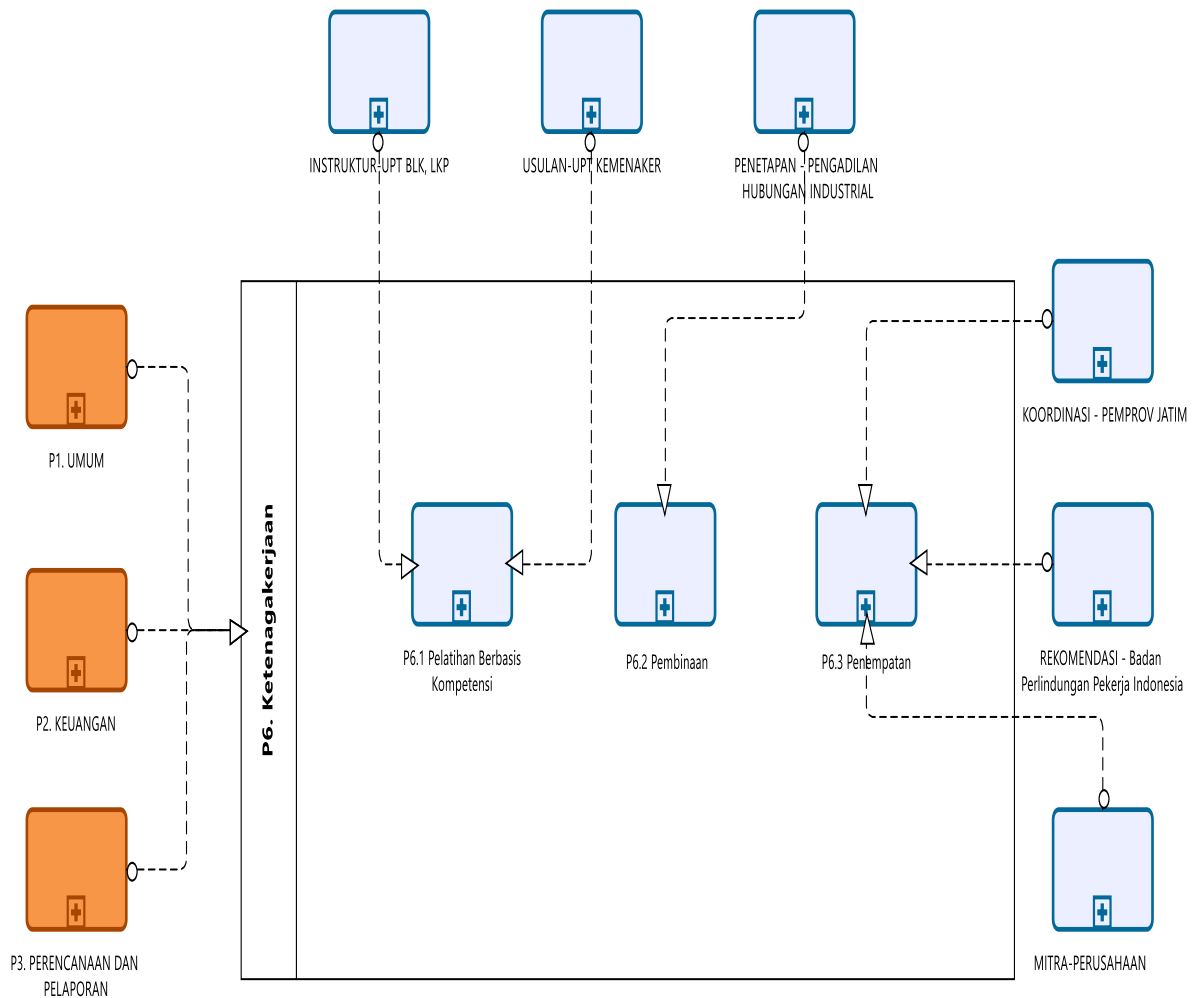 INSTRUKTUR-UPT BLK, LKP
USULAN-UPT KEMENAKER
PENETAPAN - PENGADILAN
HUBUNGAN INDUSTRIAL
KOORDINASI - PEMPROV JATIM
P1. UMUM
P6. Ketenagakerjaan
P6.1 Pelatihan Berbasis
Kompetensi
P6.2 Pembinaan
P6.3 Penempatan
REKOMENDASI - Badan
Perlindungan Pekerja Indonesia
P2. KEUANGAN
P3. PERENCANAAN DAN
PELAPORAN
MITRA-PERUSAHAAN